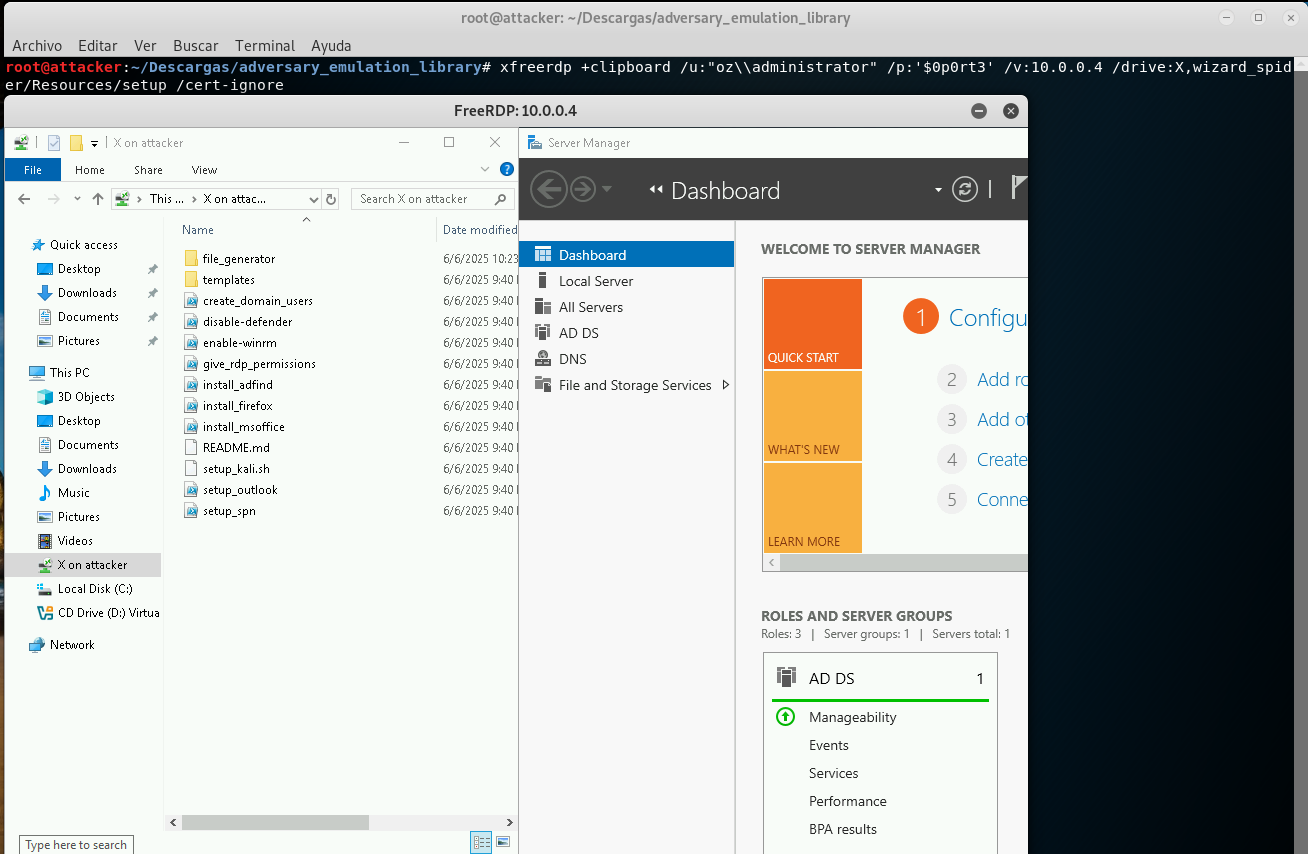 root@attacker: ~/Descargas/adversary_emulation_library
Archivo Editar Ver Buscar Terminal Ayuda
root@attacker:~/Descargas/adversary_emulation_library# xfreerdp +clipboard /u:"oz\\administrator" /p:'$0p0rt3' /v:10.0.0.4 /drive:X,wizard_spid
er/Resources/setup /cert-ignore
FreeRDP: 10.0.0.4
X on attacker
File Home Share View
This ... X on attac... Search X on attacker
Quick access
Desktop
Downloads
Documents
Pictures
This PC
3D Objects
Desktop
Documents
Downloads
Music
Pictures
Videos
X on attacker
Local Disk (C:)
CD Drive (D:) Virtua
Network
Name Date modified
file_generator 6/6/2025 10:23
templates 6/6/2025 9:40
create_domain_users 6/6/2025 9:40
disable-defender 6/6/2025 9:40
enable-winrm 6/6/2025 9:40
give_rdp_permissions 6/6/2025 9:40
install_adfind 6/6/2025 9:40
install_firefox 6/6/2025 9:40
install_msoffice 6/6/2025 9:40
README.md 6/6/2025 9:40
setup_kali.sh 6/6/2025 9:40
setup_outlook 6/6/2025 9:40
setup_spn 6/6/2025 9:40
Type here to search
Server Manager
Dashboard
Dashboard
Local Server
All Servers
AD DS
DNS
File and Storage Services
WELCOME TO SERVER MANAGER
QUICK START
WHAT'S NEW
LEARN MORE
1 Configu
2 Add ro
3 Add ot
4 Create
5 Conne
ROLES AND SERVER GROUPS
Roles: 3 | Server groups: 1 | Servers total: 1
AD DS 1
Manageability
Events
Services
Performance
BPA results